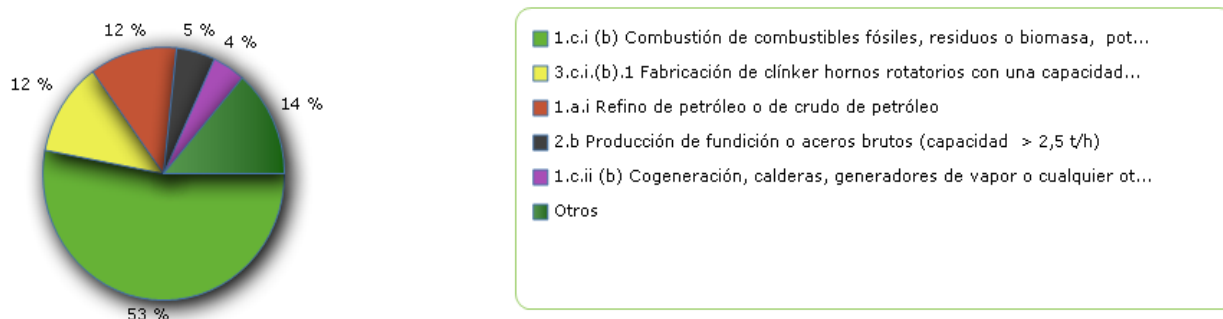 12 %
5 %
4 %
12 %
14 %
53 %
1.c.i (b) Combustión de combustibles fósiles, residuos o biomasa,  pot...
3.c.i.(b).1 Fabricación de clínker hornos rotatorios con una capacidad...
1.a.i Refino de petróleo o de crudo de petróleo
2.b Producción de fundición o aceros brutos (capacidad  > 2,5 t/h)
1.c.ii (b) Cogeneración, calderas, generadores de vapor o cualquier ot...
Otros